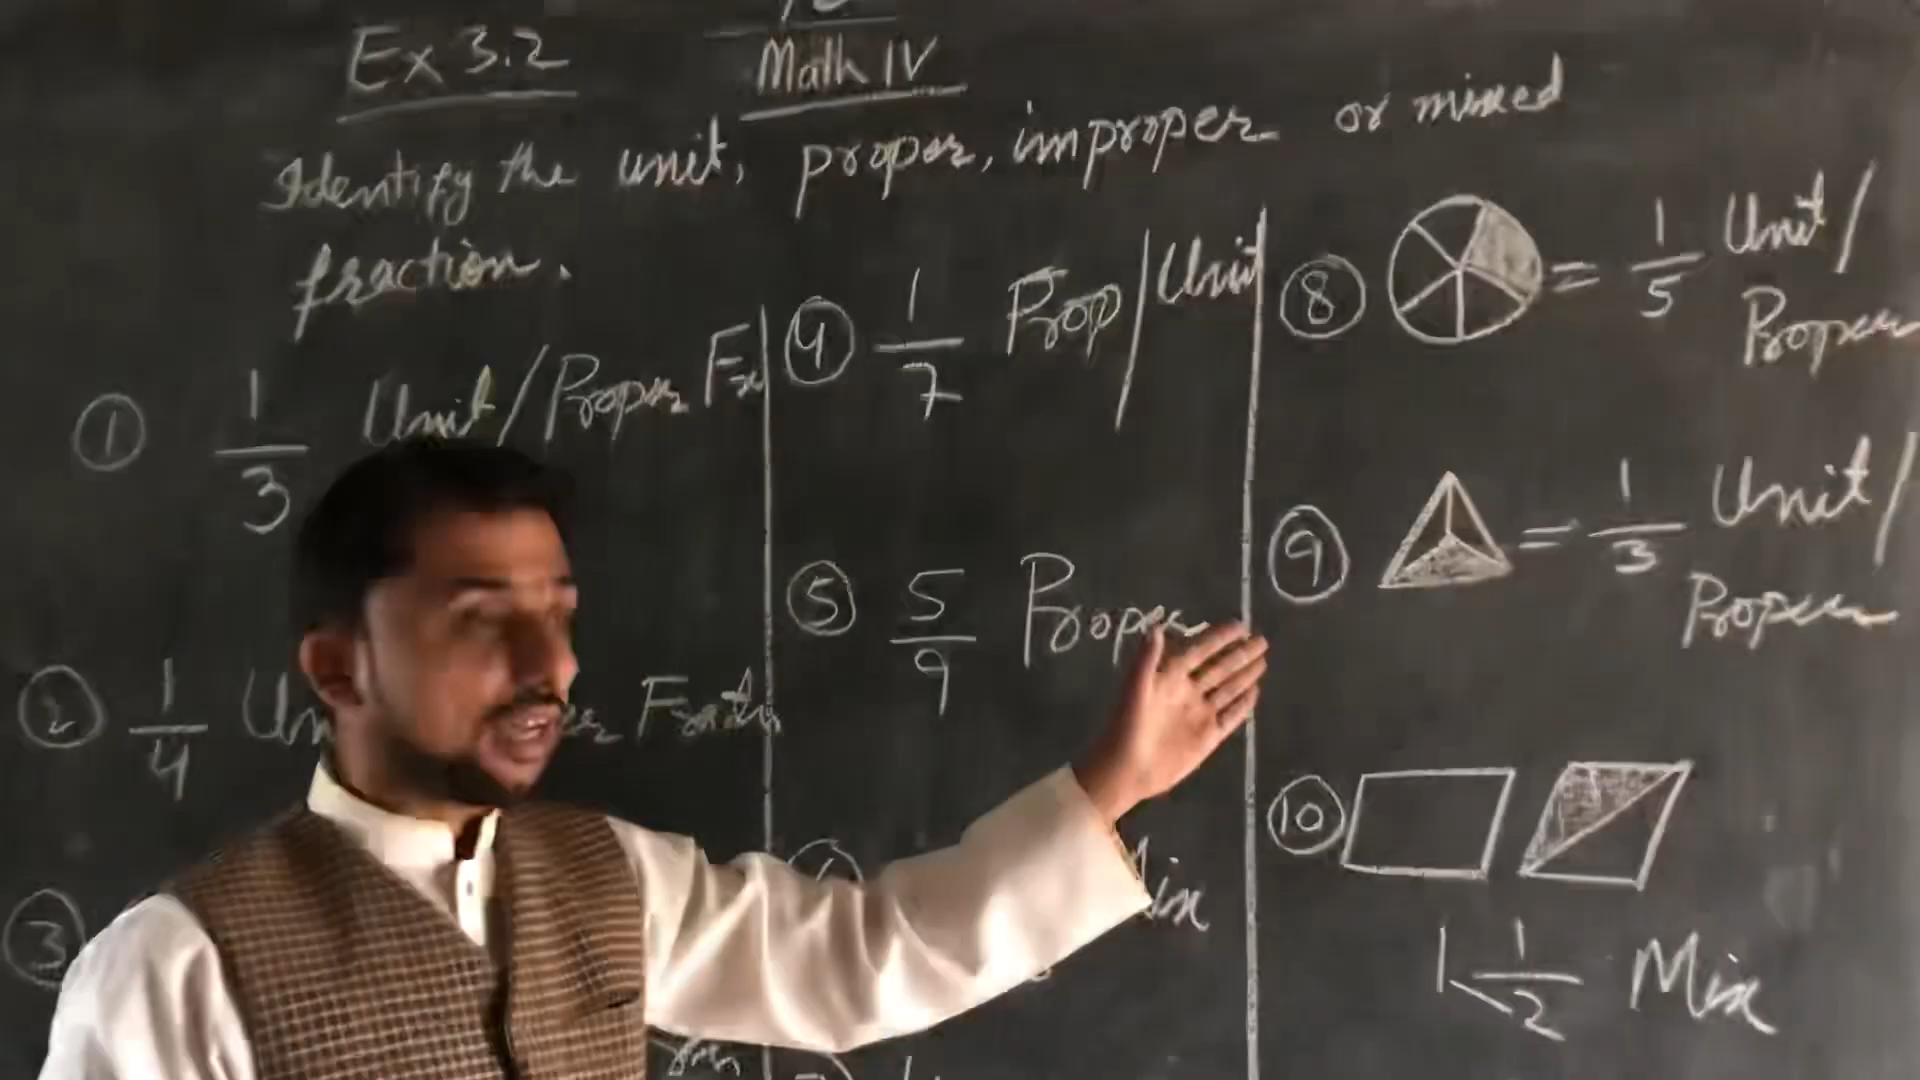 Ex 3.2
Math IV
Identify the unit, proper, improper or mixed
fraction.
① 1/3 Unit/Proper Fx
② 1/4
③
④ 1/7 Prop/Unit
⑤ 5/9 Proper
⑧ = 1/5 Unit/
Proper
⑨ = 1/3 Unit/
Proper
⑩
1 1/2 Mix